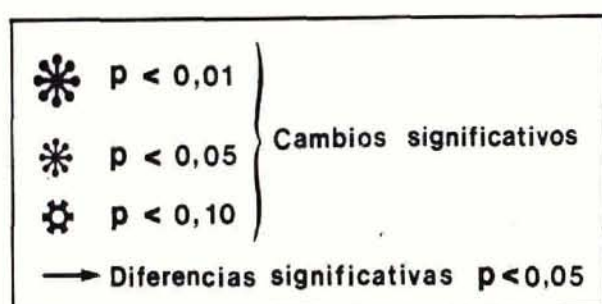 p < 0,01
p < 0,05
Cambios significativos
p < 0,10
Diferencias significativas p<0,05